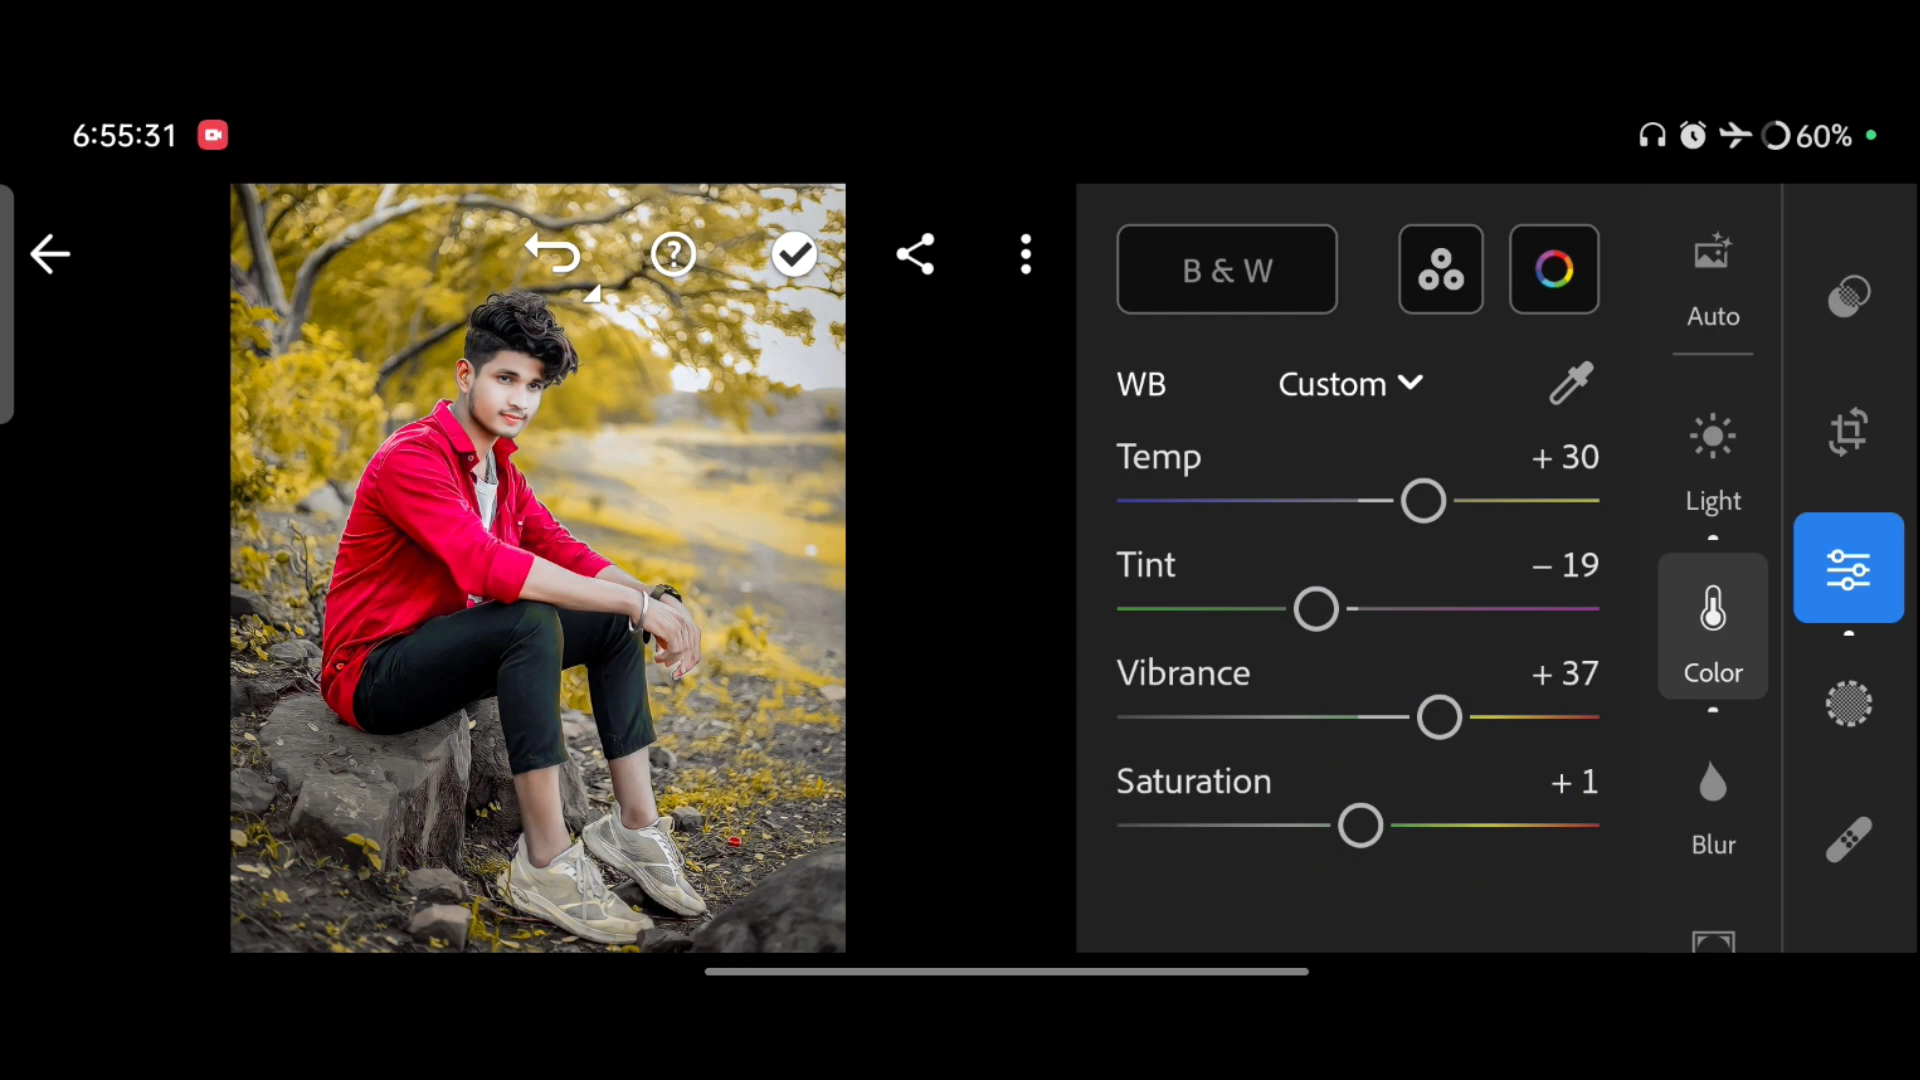 6:55:31
60%
B & W
Auto
WB Custom
Temp + 30
Light
Tint – 19
Vibrance + 37
Color
Saturation + 1
Blur